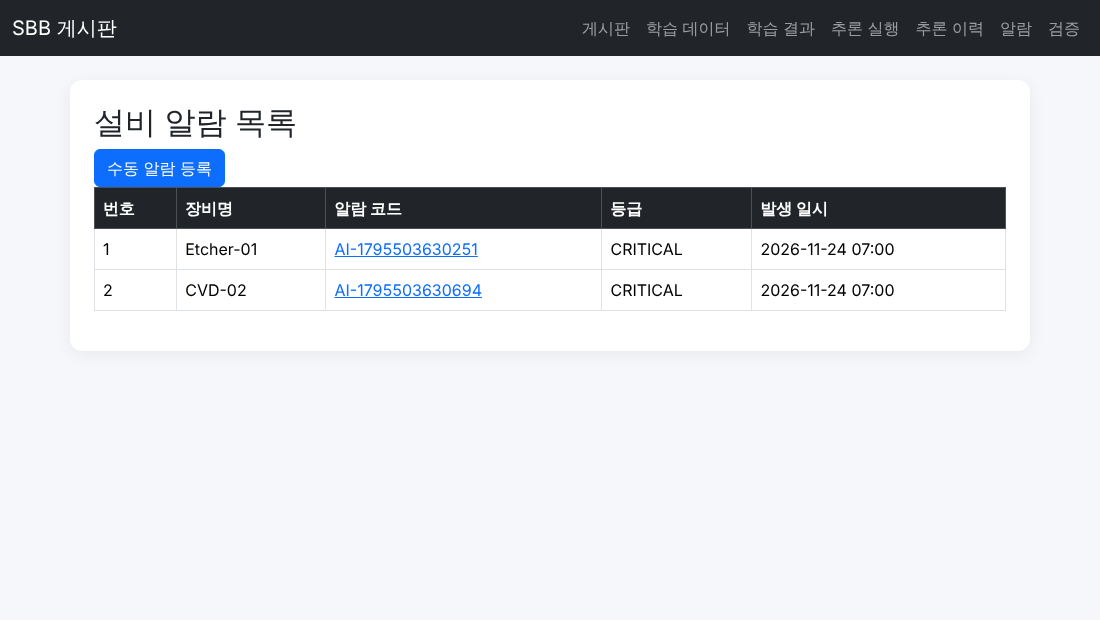 SBB 게시판 게시판 학습 데이터 학습 결과 추론 실행 추론 이력 알람 검증
설비 알람 목록
수동 알람 등록
번호 장비명 알람 코드 등급 발생 일시
1 Etcher-01 AI-1795503630251 CRITICAL 2026-11-24 07:00
2 CVD-02 AI-1795503630694 CRITICAL 2026-11-24 07:00